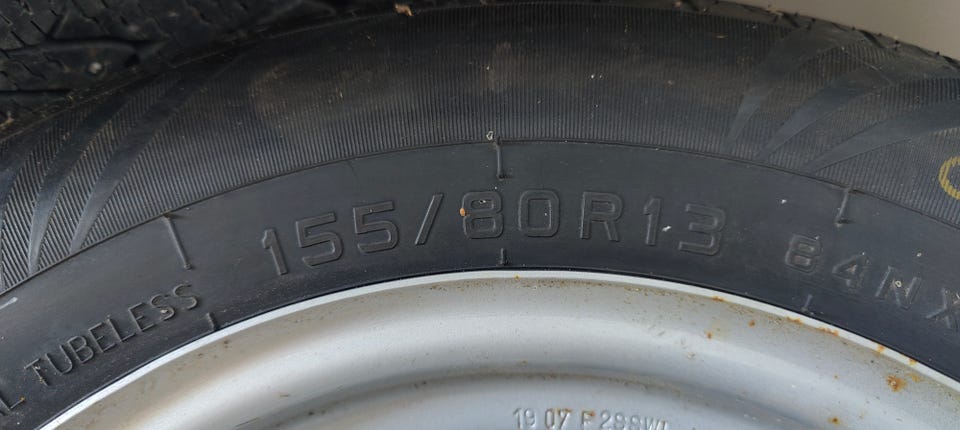 TUBELESS
155/80R13
84N
19 07